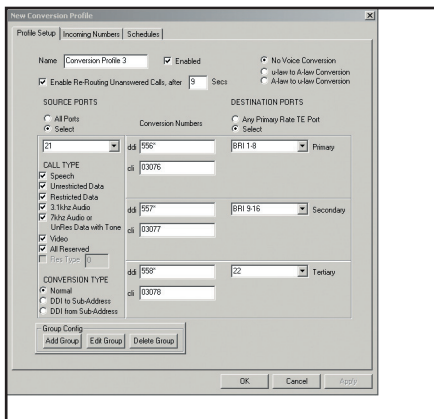 New Conversion Profile
Profile Setup Incoming Numbers Schedules
Name Conversion Profile 3 Enabled
No Voice Conversion
u-law to A-law Conversion
A-law to u-law Conversion
Enable Re-Routing Unanswered Calls, after 9 Secs
SOURCE PORTS
All Ports
Select
21
CALL TYPE
Speech
Unrestricted Data
Restricted Data
3.1khz Audio
7khz Audio or
UnRes Data with Tone
Video
All Reserved
Res Type 0
CONVERSION TYPE
Normal
DDI to Sub-Address
DDI from Sub-Address
Conversion Numbers
ddi 556*
cli 03076
ddi 557*
cli 03077
ddi 558*
cli 03078
DESTINATION PORTS
Any Primary Rate TE Port
Select
BRI 1-8 Primary
BRI 9-16 Secondary
22 Tertiary
Group Config
Add Group Edit Group Delete Group
OK Cancel Apply